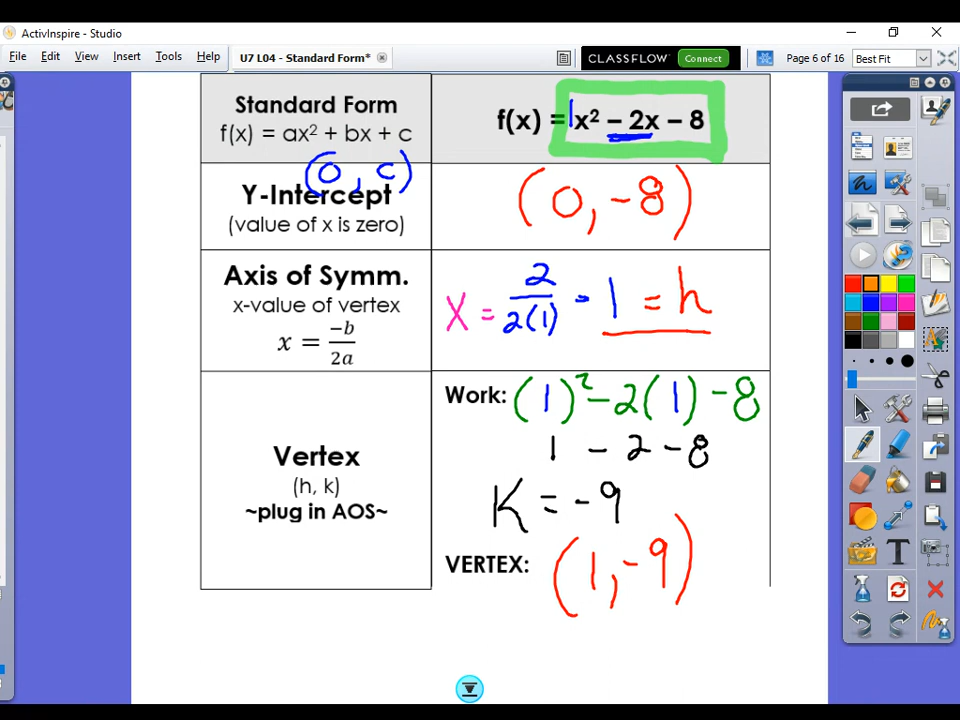 ActivInspire - Studio
File Edit View Insert Tools Help U7 L04 - Standard Form* CLASSFLOW Connect Page 6 of 16 Best Fit
Standard Form
f(x) = ax² + bx + c
f(x) = 1x² – 2x – 8
(0, c)
Y-Intercept
(value of x is zero)
(0, -8)
Axis of Symm.
x-value of vertex
x = −b/2a
x = 2/2(1) = 1 = h
Vertex
(h, k)
~plug in AOS~
Work: (1)² - 2(1) - 8
1 - 2 - 8
K = -9
VERTEX: (1, -9)